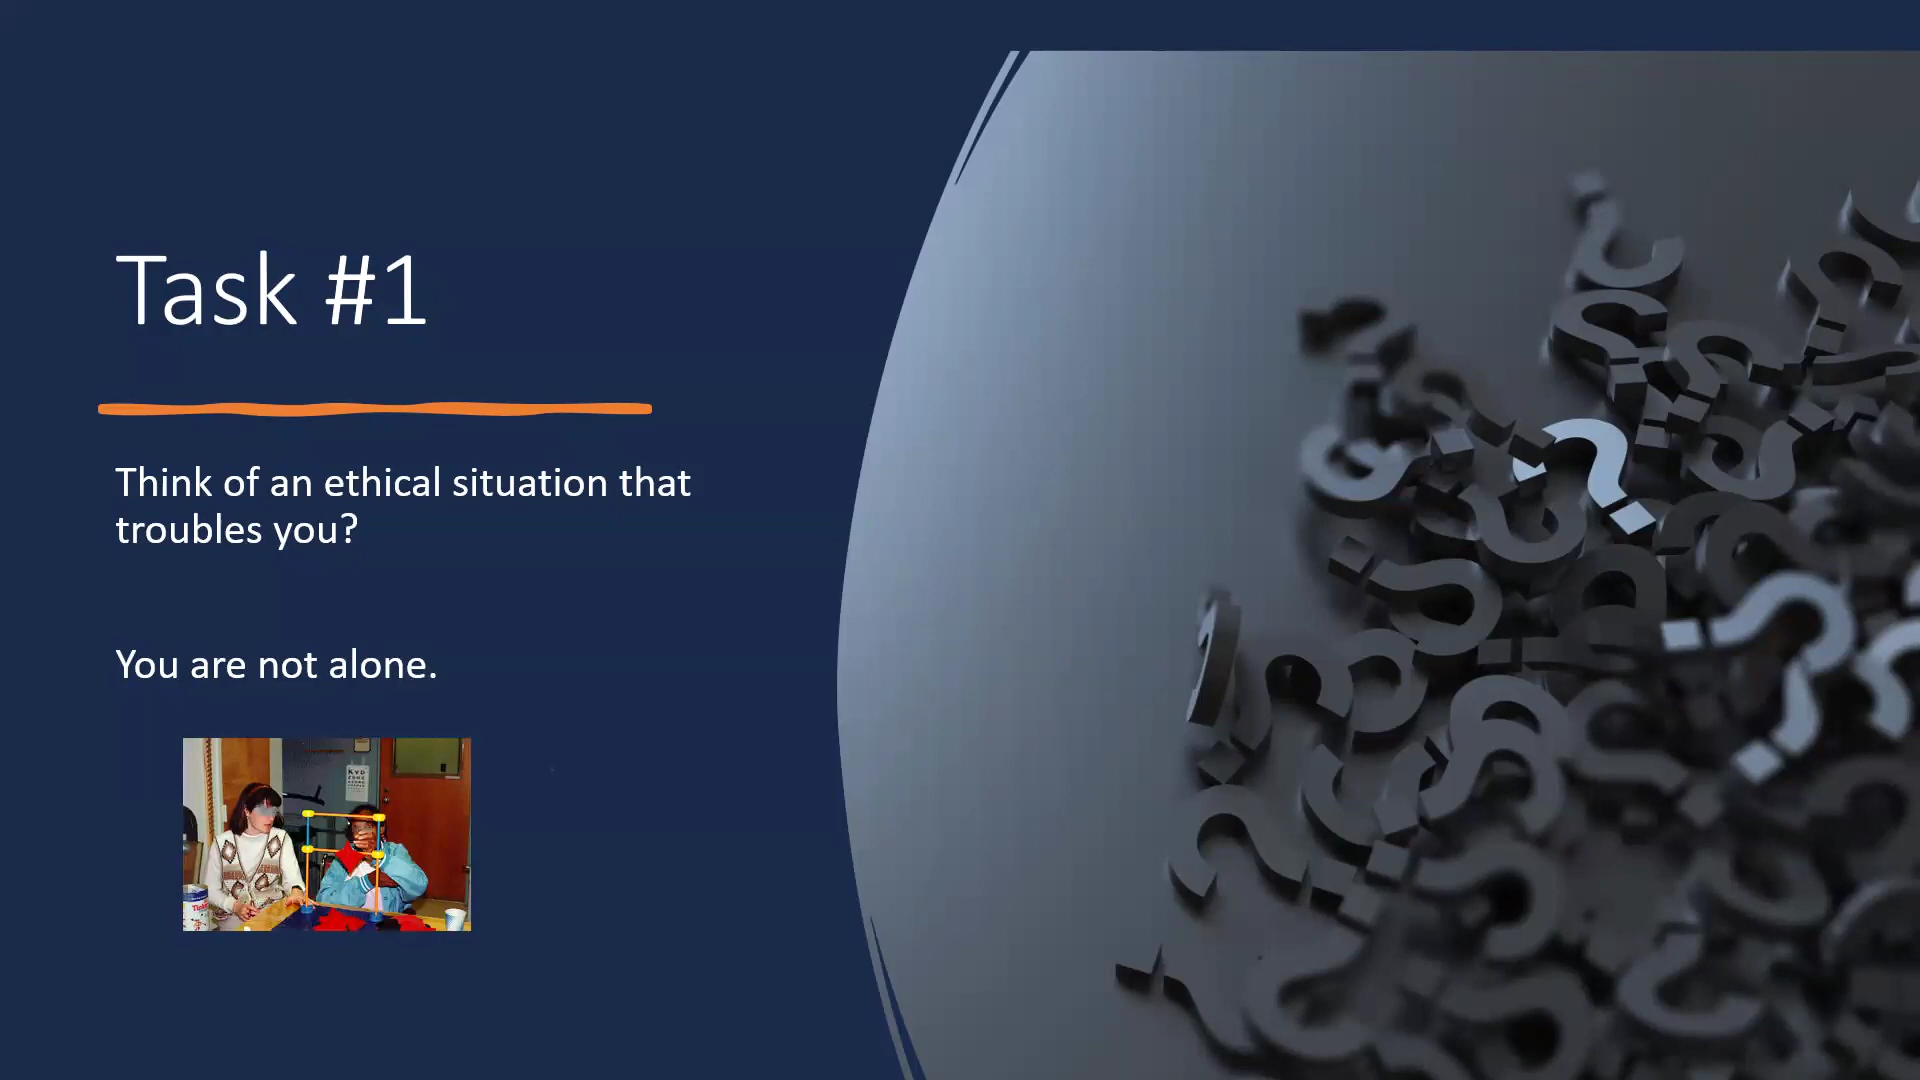 Task #1
Think of an ethical situation that
troubles you?
You are not alone.